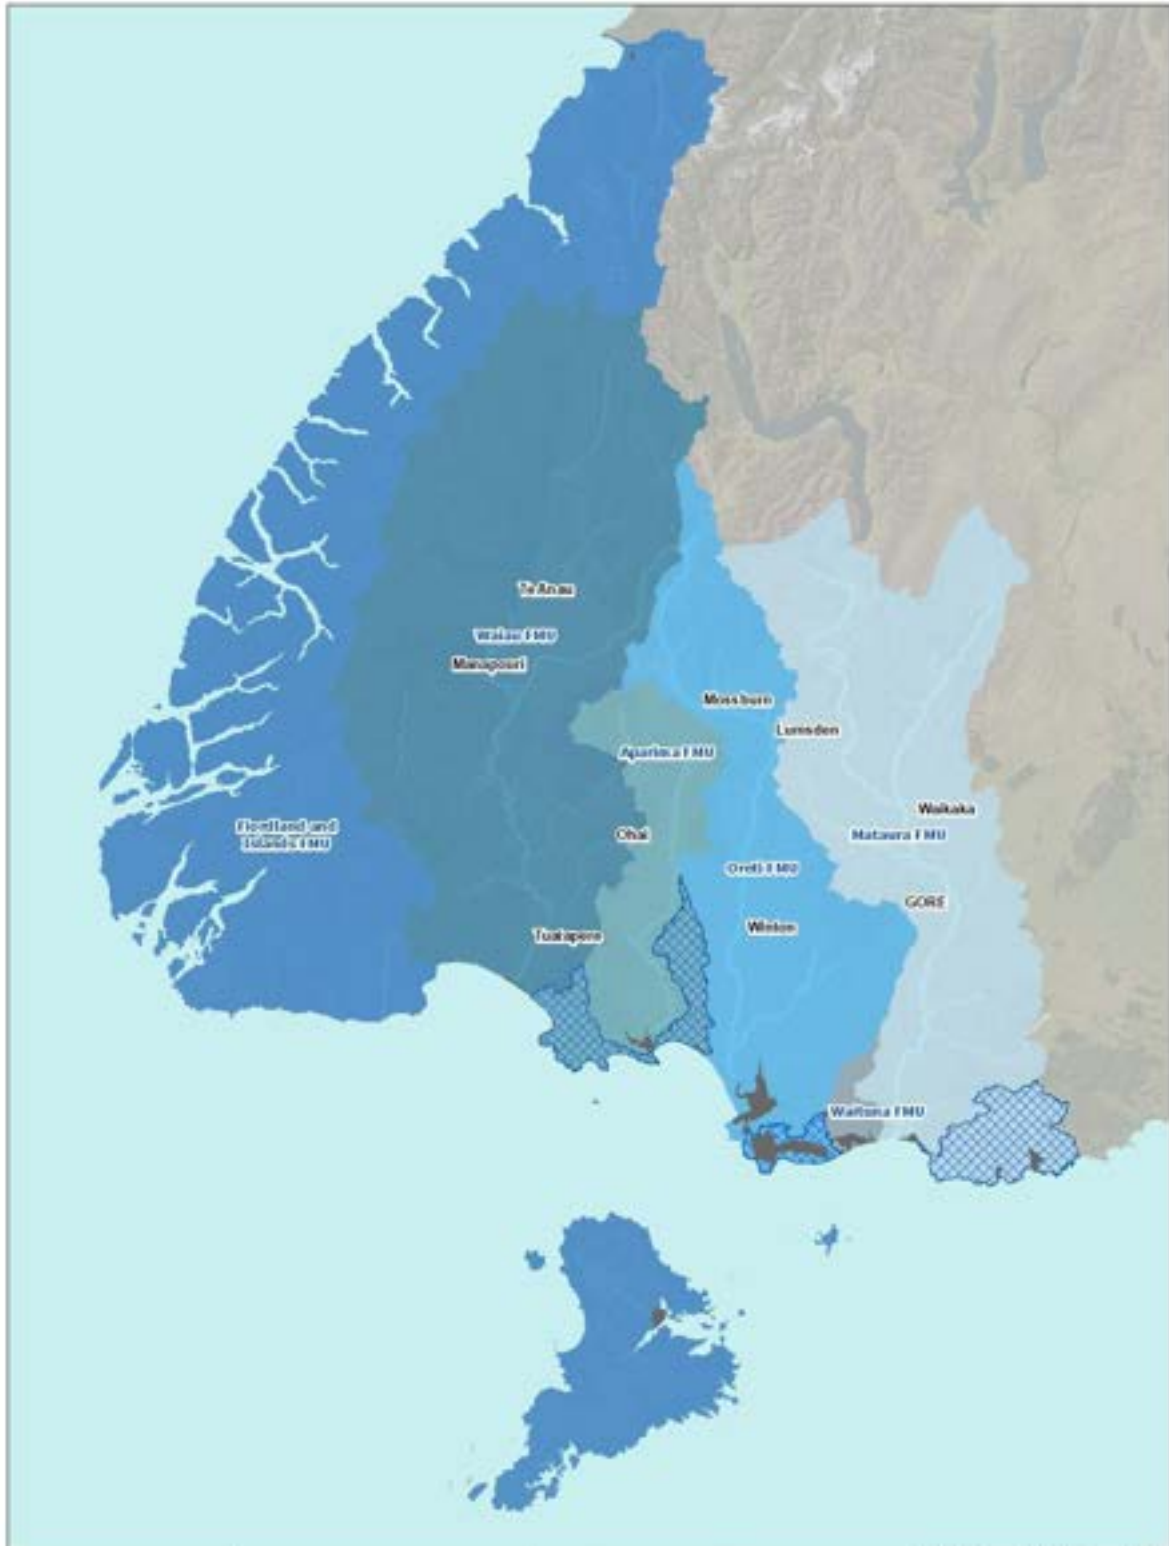 Te Anau
Waiau FMU
Manapouri
Mossburn
Lumsden
Aparima FMU
Waikaka
Fiordland and
Islands FMU
Ohai
Mataura FMU
Oreti FMU
GORE
Winton
Tuatapere
Waituna FMU